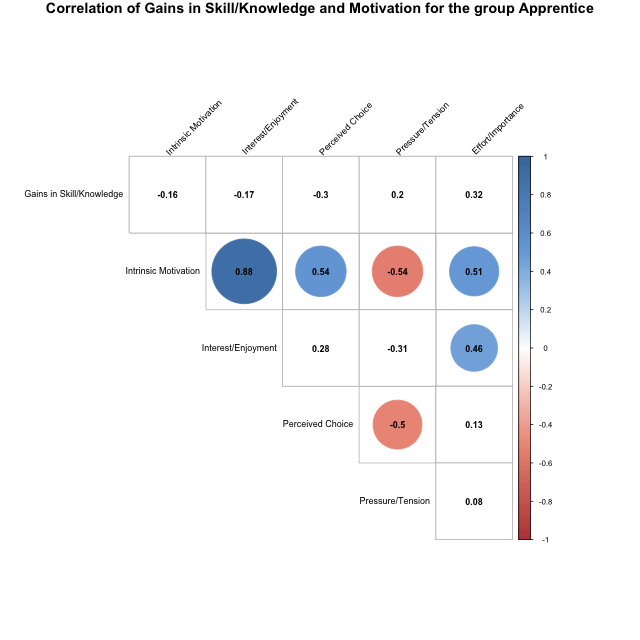 Correlation of Gains in Skill/Knowledge and Motivation for the group Apprentice
Intrinsic Motivation
Interest/Enjoyment
Perceived Choice
Pressure/Tension
Effort/Importance
Gains in Skill/Knowledge -0.16 -0.17 -0.3 0.2 0.32
Intrinsic Motivation 0.88 0.54 -0.54 0.51
Interest/Enjoyment 0.28 -0.31 0.46
Perceived Choice -0.5 0.13
Pressure/Tension 0.08
1
0.8
0.6
0.4
0.2
0
-0.2
-0.4
-0.6
-0.8
-1